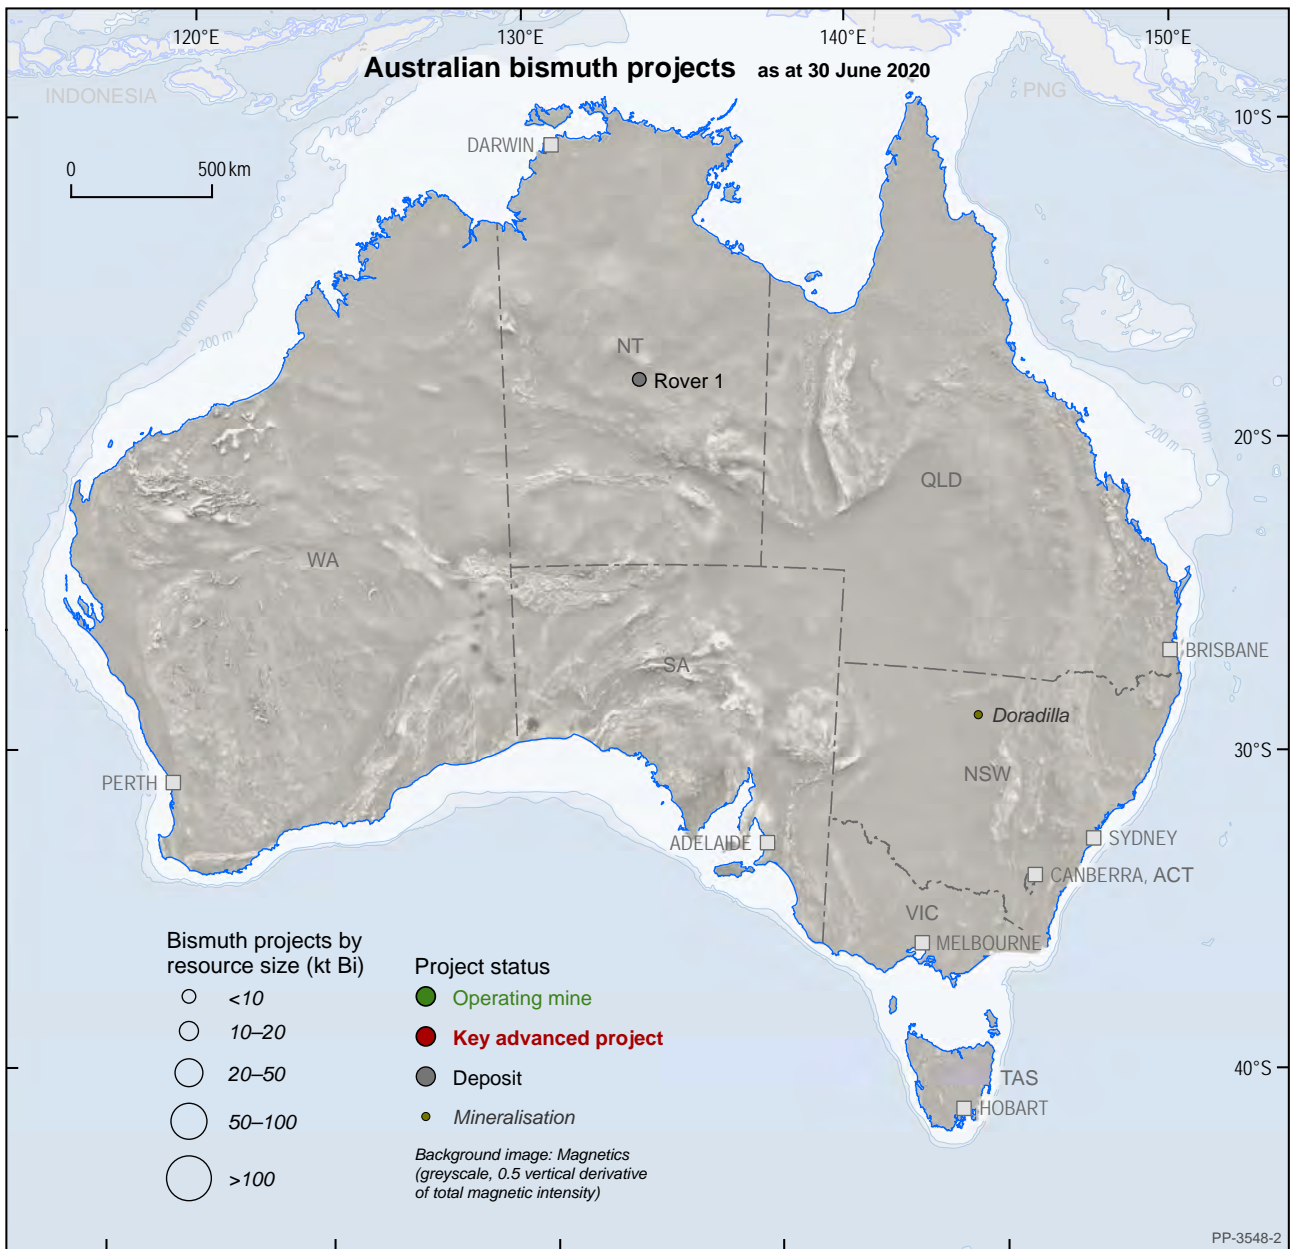 120°E
130°E
140°E
150°E
Australian bismuth projects as at 30 June 2020
INDONESIA
PNG
10°S
DARWIN
0
500 km
1000 m
200 m
NT
Rover 1
1000 m
200 m
20°S
QLD
WA
SA
BRISBANE
Doradilla
30°S
NSW
PERTH
ADELAIDE
SYDNEY
CANBERRA, ACT
VIC
MELBOURNE
Bismuth projects by
resource size (kt Bi)
<10
10–20
20–50
50–100
>100
Project status
Operating mine
Key advanced project
Deposit
Mineralisation
Background image: Magnetics
(greyscale, 0.5 vertical derivative
of total magnetic intensity)
40°S
TAS
HOBART
PP-3548-2